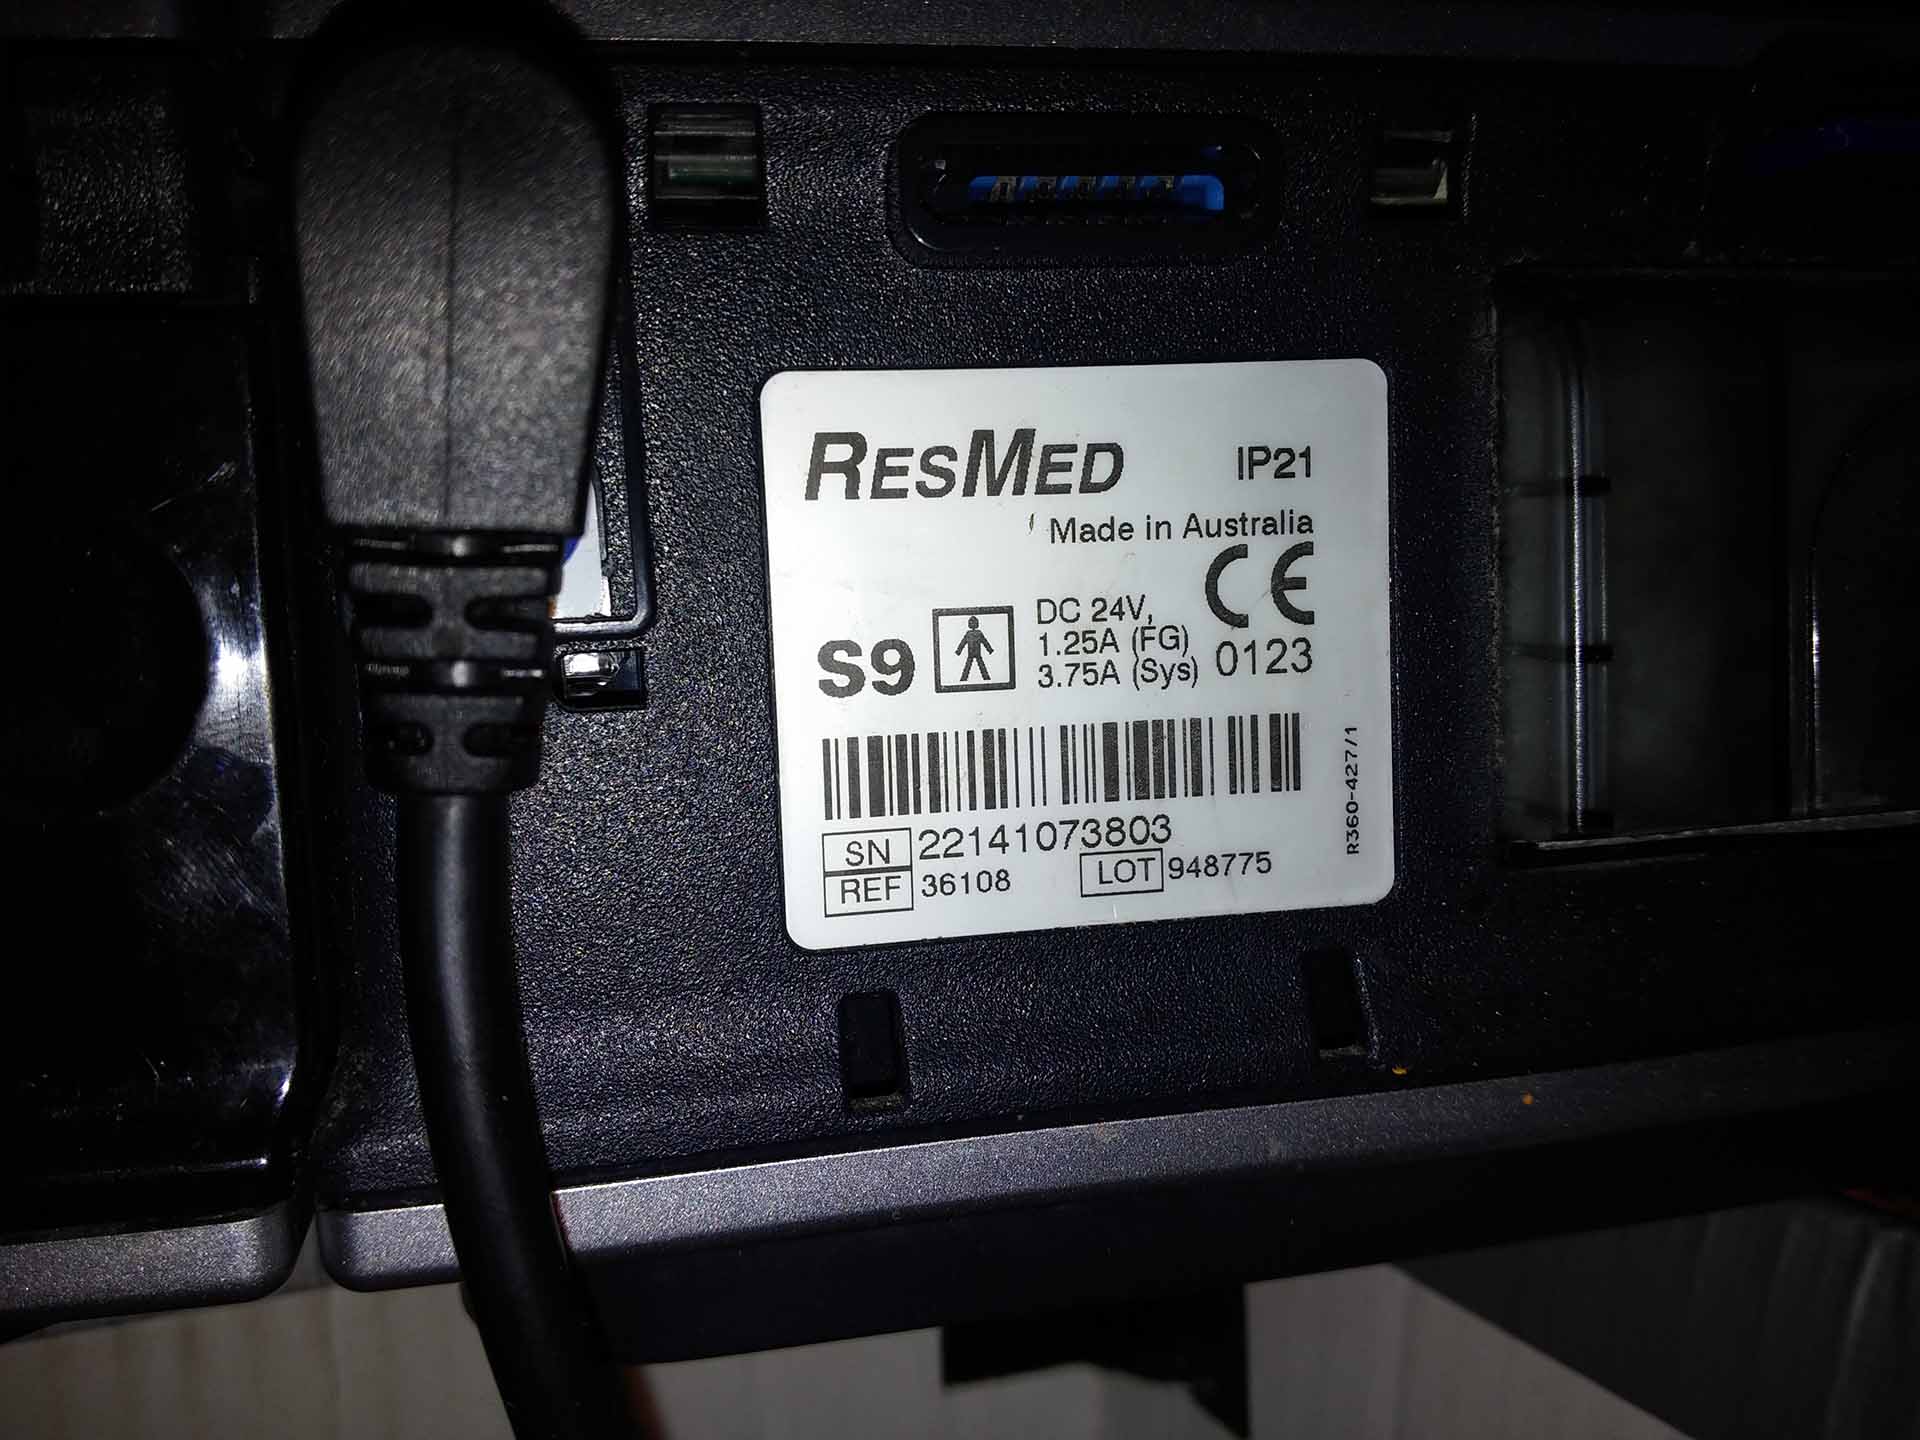 RESMED IP21
Made in Australia
CE
S9 DC 24V,
1.25A (FG)
3.75A (Sys) 0123
SN 22141073803
REF 36108 LOT 948775
R360-427/1